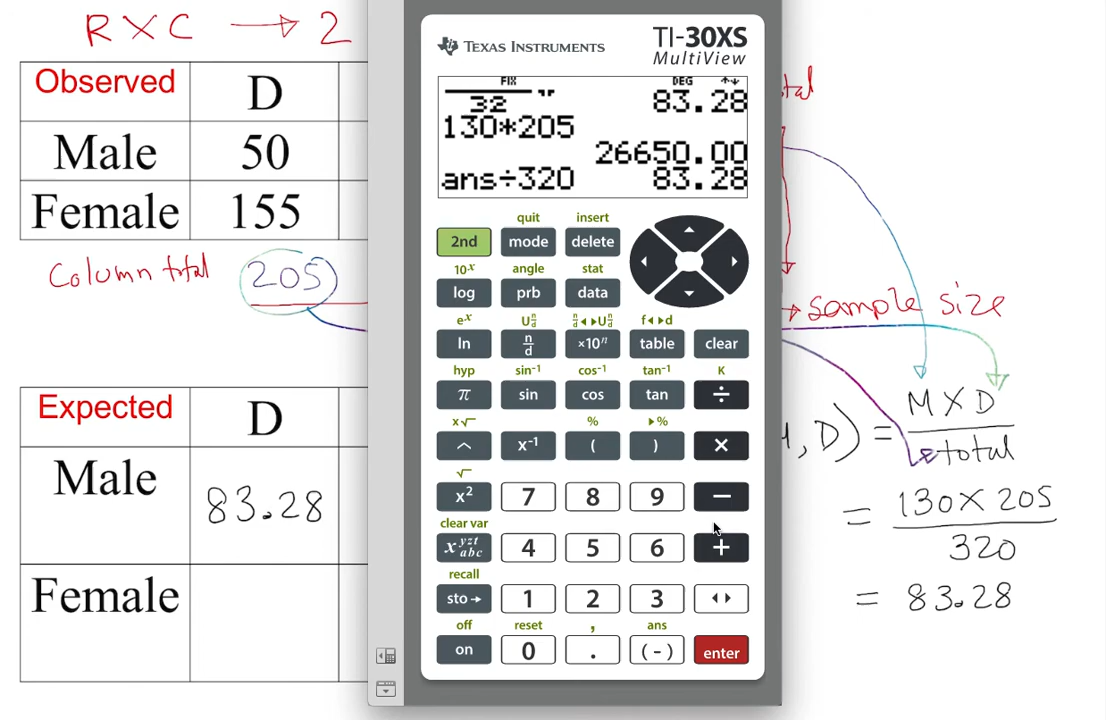 R X C → 2
Observed D
Male 50
Female 155
Column total 205
Expected D
Male 83.28
Female
TEXAS INSTRUMENTS TI-30XS
MultiView
FIX DEG
32 83.28
130*205
26650.00
ans÷320 83.28
quit insert
2nd mode delete
10ˣ angle stat
log prb data
eˣ U n/d n/d ◄► U n/d f◄►d
ln n/d ×10ⁿ table clear
hyp sin⁻¹ cos⁻¹ tan⁻¹ K
π sin cos tan ÷
x√ % ►%
^ x⁻¹ ( ) ×
√
x² 7 8 9 −
clear var
x yzt abc 4 5 6 +
recall
sto→ 1 2 3 ◄►
off reset , ans
on 0 . (-) enter
tal
→ sample size
, D) = M X D
total
= 130 X 205
320
= 83.28